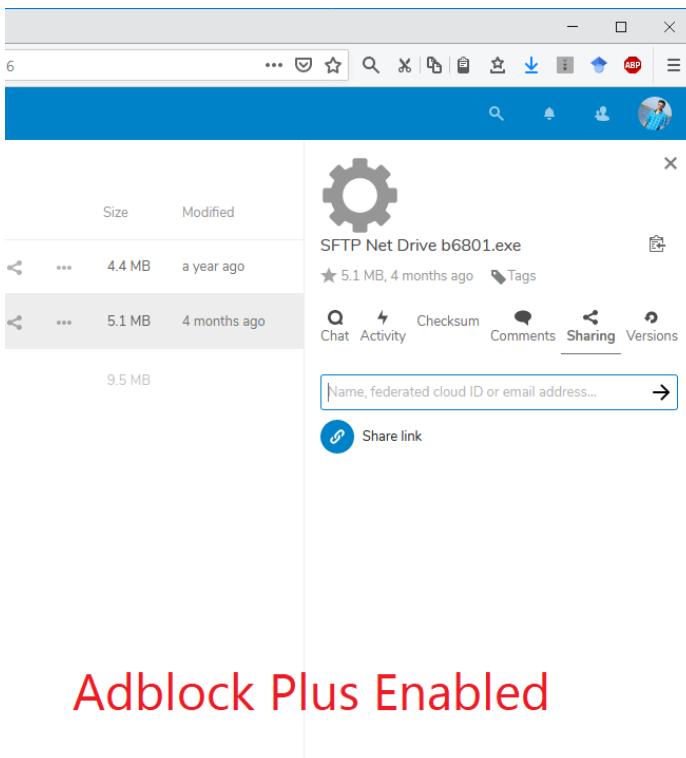 6
ABP
Size Modified
SFTP Net Drive b6801.exe
4.4 MB a year ago
5.1 MB, 4 months ago Tags
5.1 MB 4 months ago
Chat Activity Checksum Comments Sharing Versions
9.5 MB
Name, federated cloud ID or email address...
Share link
Adblock Plus Enabled